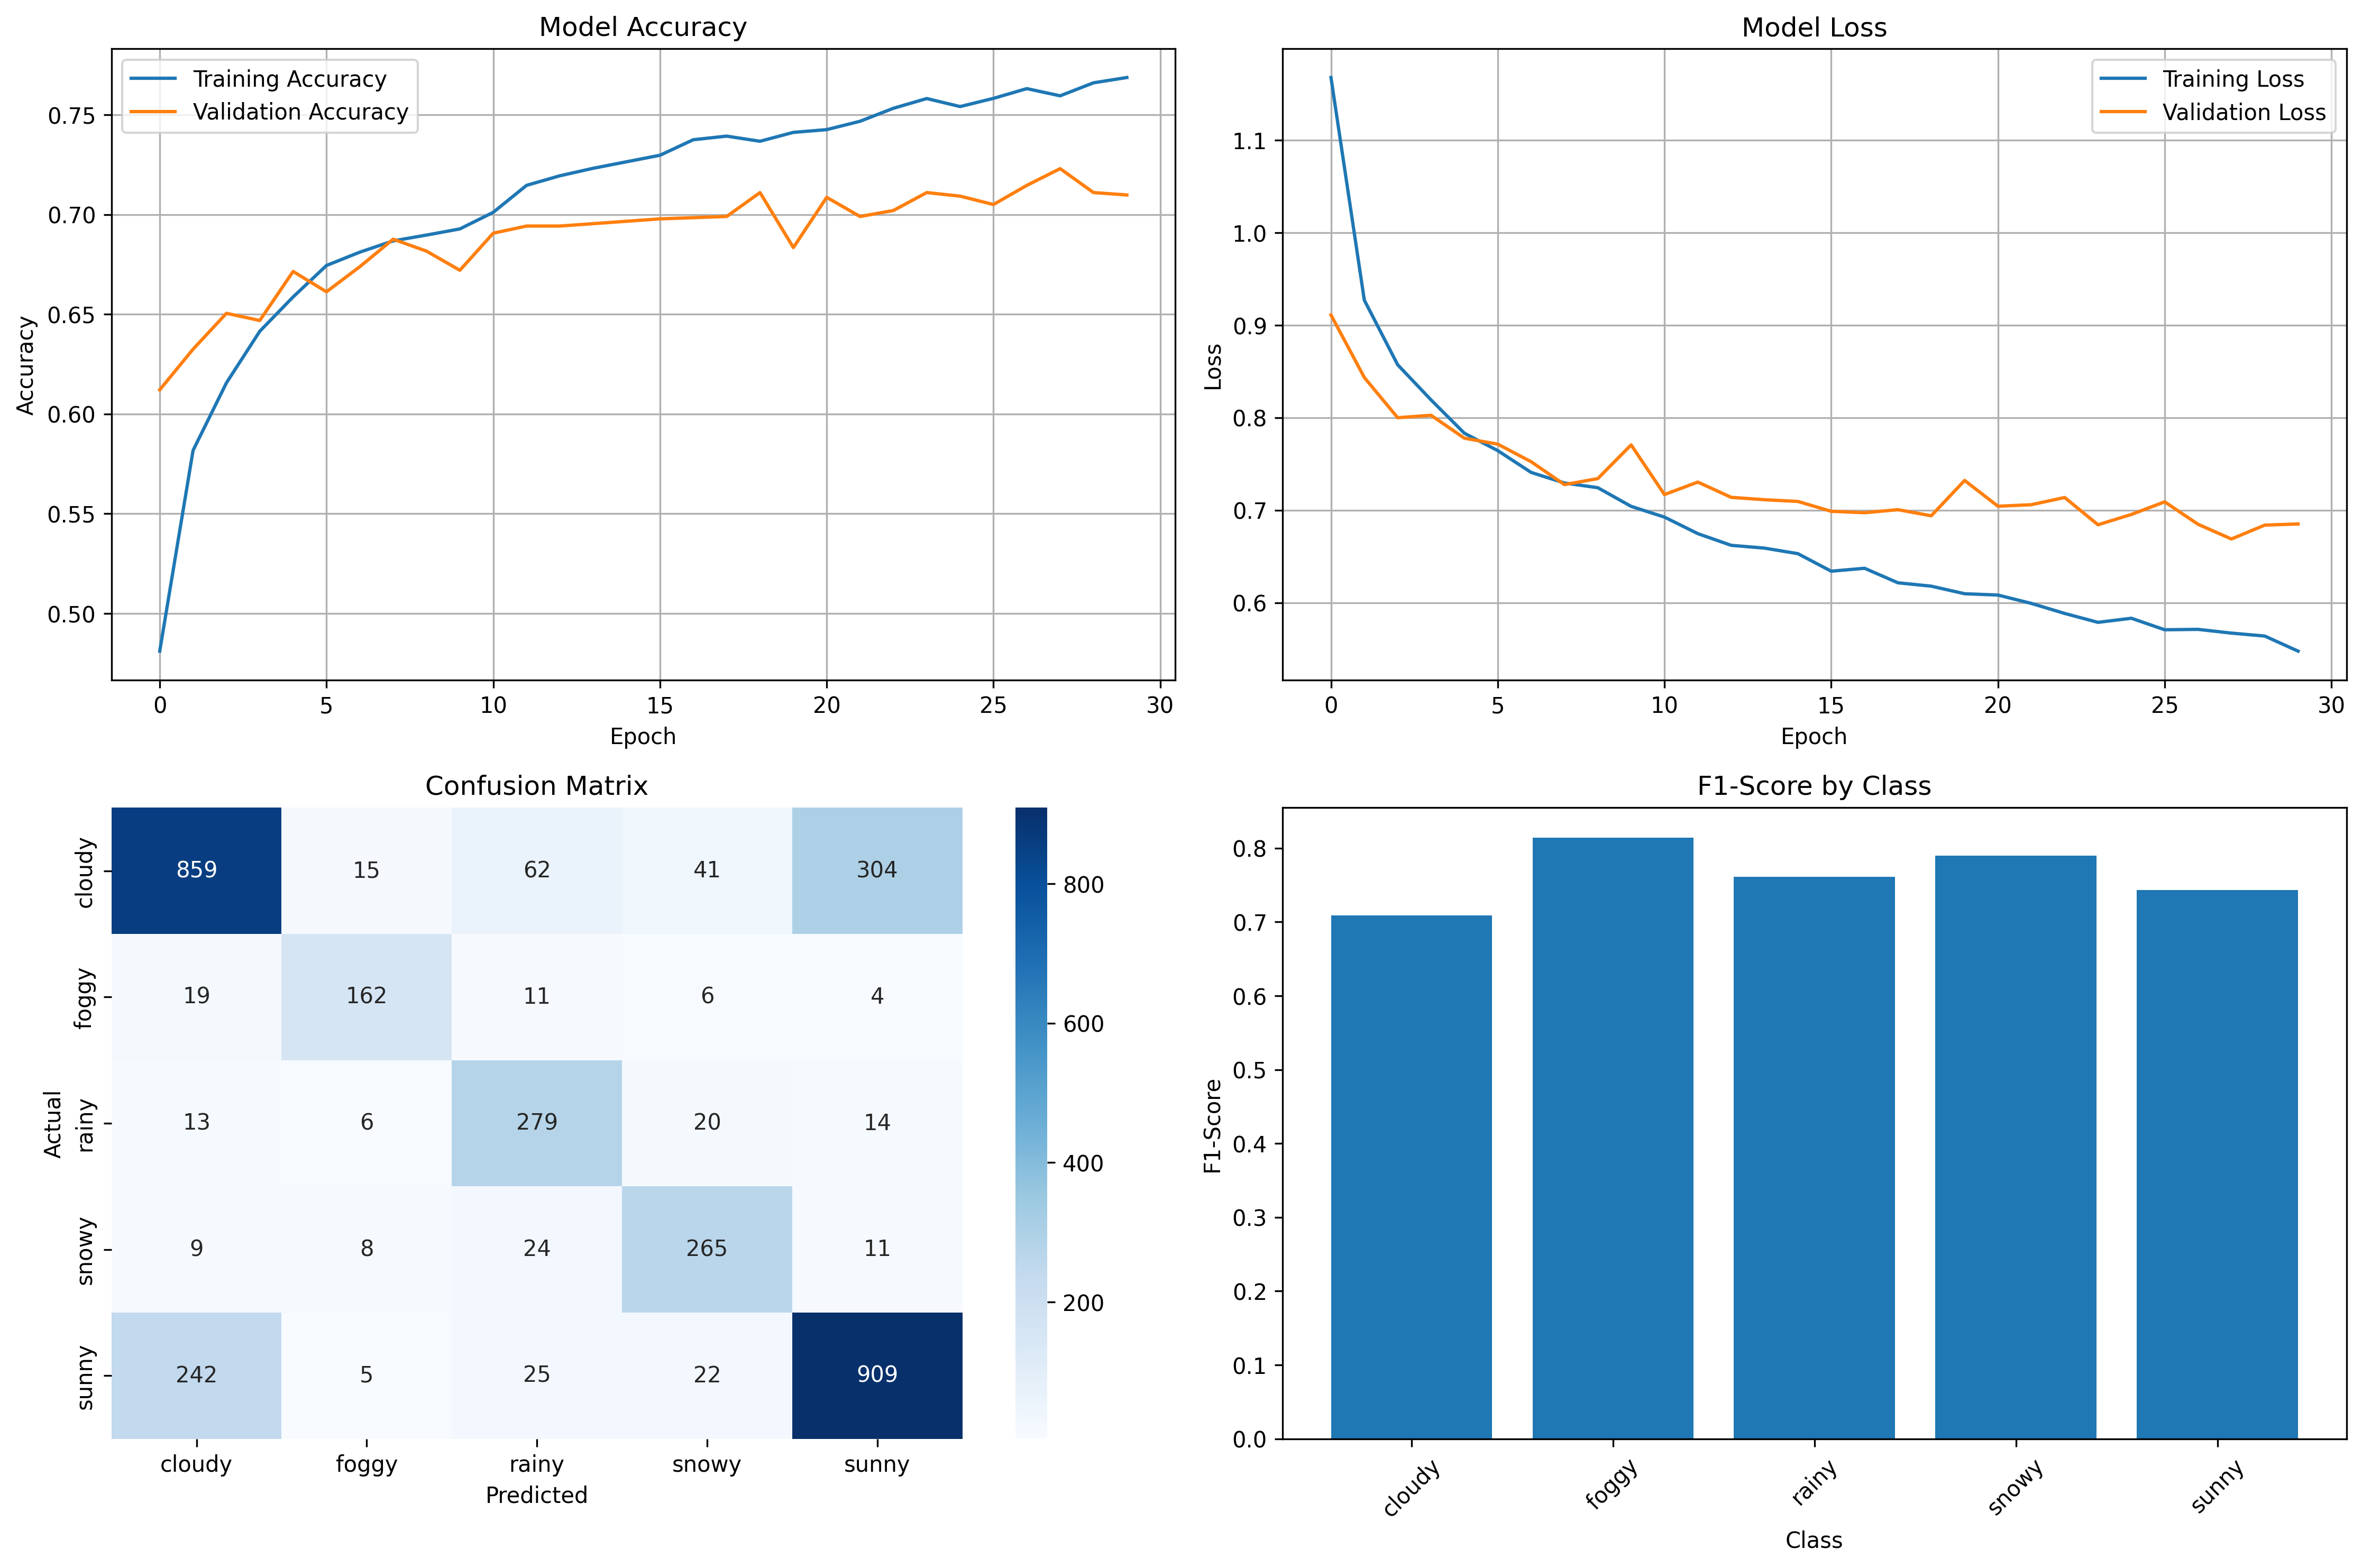 Model Accuracy
Training Accuracy
Validation Accuracy
0.75
0.70
0.65
0.60
0.55
0.50
Accuracy
0 5 10 15 20 25 30
Epoch
Model Loss
Training Loss
Validation Loss
1.1
1.0
0.9
0.8
0.7
0.6
Loss
0 5 10 15 20 25 30
Epoch
Confusion Matrix
Actual
cloudy 859 15 62 41 304
foggy 19 162 11 6 4
rainy 13 6 279 20 14
snowy 9 8 24 265 11
sunny 242 5 25 22 909
cloudy foggy rainy snowy sunny
Predicted
800
600
400
200
F1-Score by Class
0.8
0.7
0.6
0.5
0.4
0.3
0.2
0.1
0.0
F1-Score
cloudy foggy rainy snowy sunny
Class